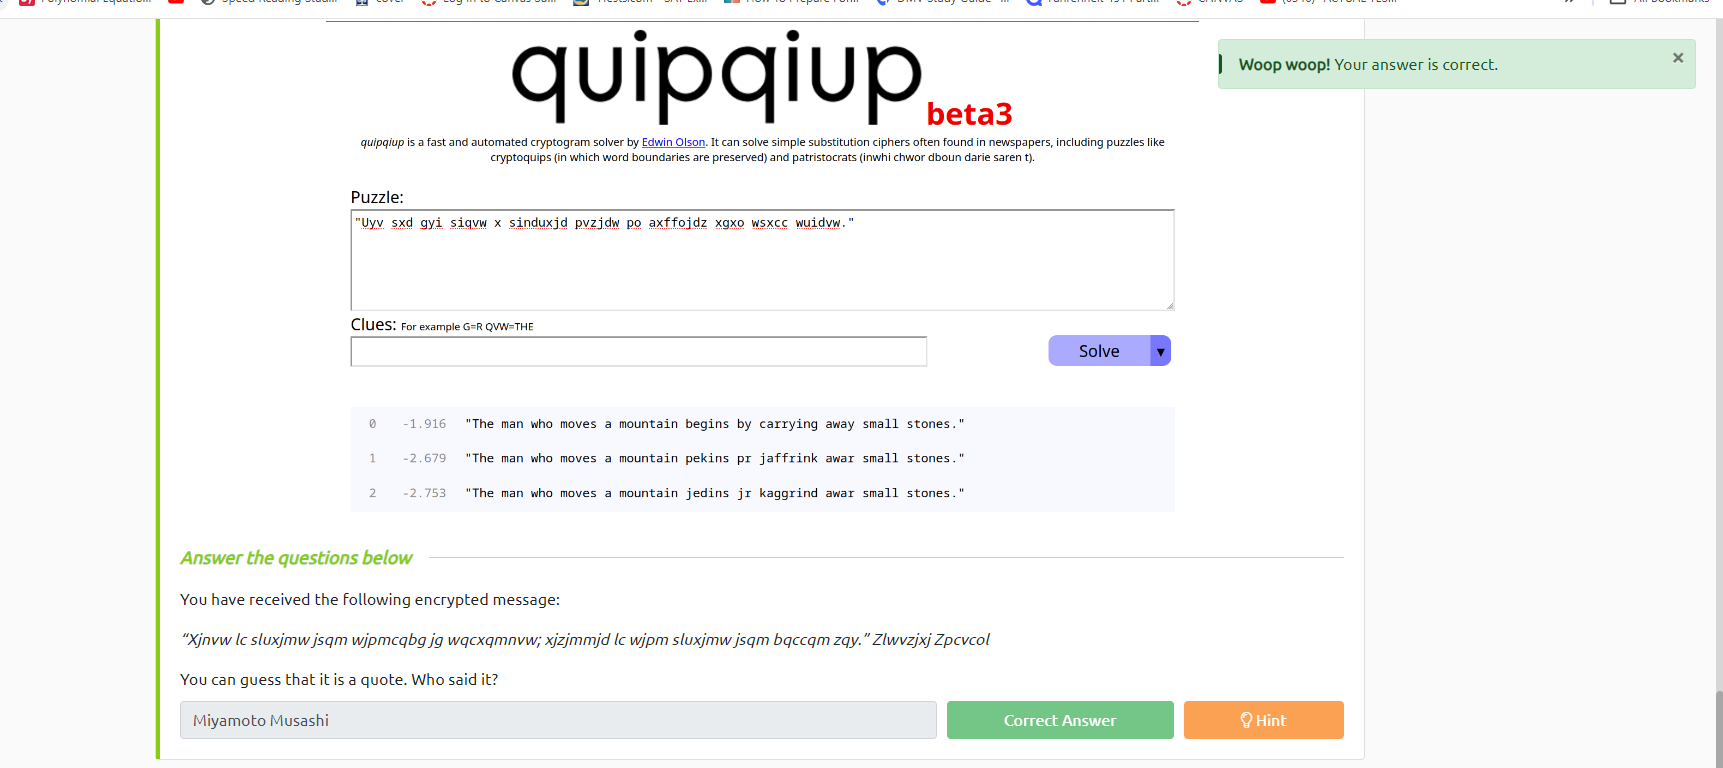 quipqiup beta3
Woop woop! Your answer is correct.
×
quipqiup is a fast and automated cryptogram solver by Edwin Olson. It can solve simple substitution ciphers often found in newspapers, including puzzles like
cryptoquips (in which word boundaries are preserved) and patristocrats (inwhi chwor dboun darie saren t).
Puzzle:
"Uyv sxd gyi siqvw x sinduxjd pvzjdw po axffojdz xgxo wsxcc wuidvw."
Clues: For example G=R QVW=THE
Solve ▼
0 -1.916 "The man who moves a mountain begins by carrying away small stones."
1 -2.679 "The man who moves a mountain pekins pr jaffrink awar small stones."
2 -2.753 "The man who moves a mountain jedins jr kaggrind awar small stones."
Answer the questions below
You have received the following encrypted message:
“Xjnvw lc sluxjmw jsqm wjpmcqbg jg wqcxqmnvw; xjzjmmjd lc wjpm sluxjmw jsqm bqccqm zqy.” Zlwvzjxj Zpcvcol
You can guess that it is a quote. Who said it?
Miyamoto Musashi
Correct Answer
Hint